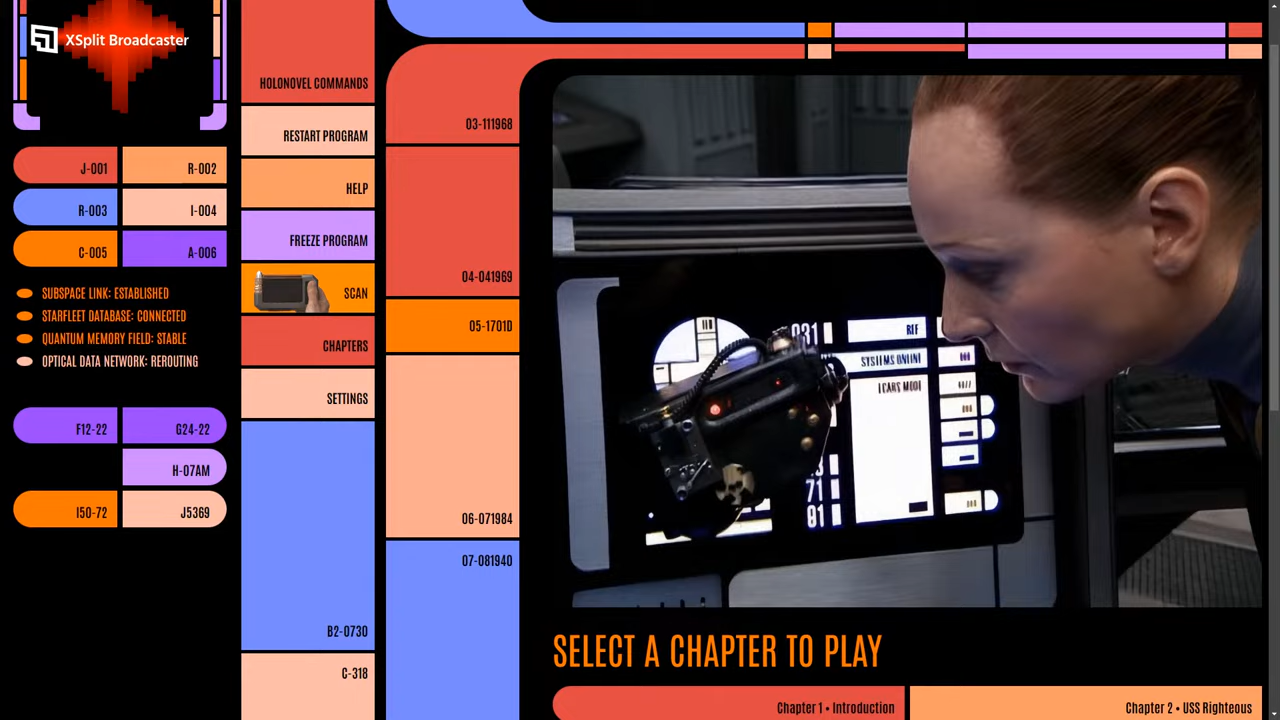 XSplit Broadcaster
J-001
R-002
R-003
I-004
C-005
A-006
SUBSPACE LINK: ESTABLISHED
STARFLEET DATABASE: CONNECTED
QUANTUM MEMORY FIELD: STABLE
OPTICAL DATA NETWORK: REROUTING
F12-22
G24-22
H-07AM
I50-72
J5369
HOLONOVEL COMMANDS
RESTART PROGRAM
HELP
FREEZE PROGRAM
SCAN
CHAPTERS
SETTINGS
B2-0730
C-318
03-111968
04-041969
05-1701D
06-071984
07-081940
931
SYSTEMS ONLINE
LCARS MODE
71
81
SELECT A CHAPTER TO PLAY
Chapter 1 • Introduction
Chapter 2 • USS Righteous